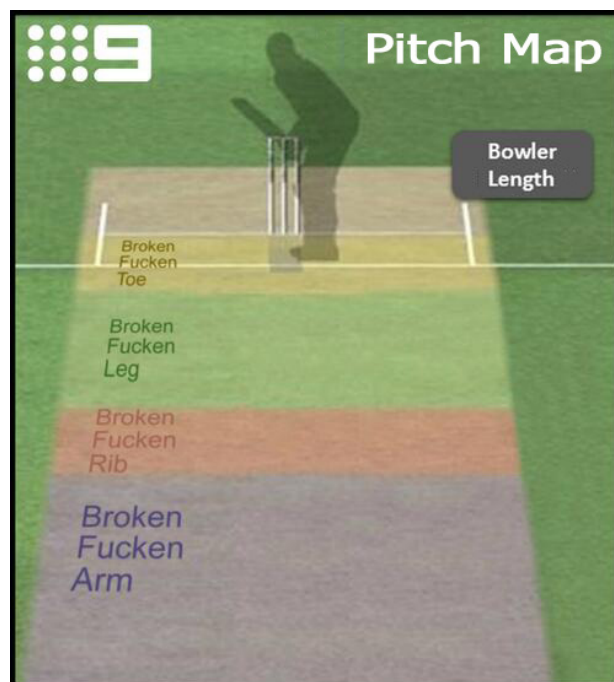 9
Pitch Map
Bowler
Length
Broken
Fucken
Toe
Broken
Fucken
Leg
Broken
Fucken
Rib
Broken
Fucken
Arm